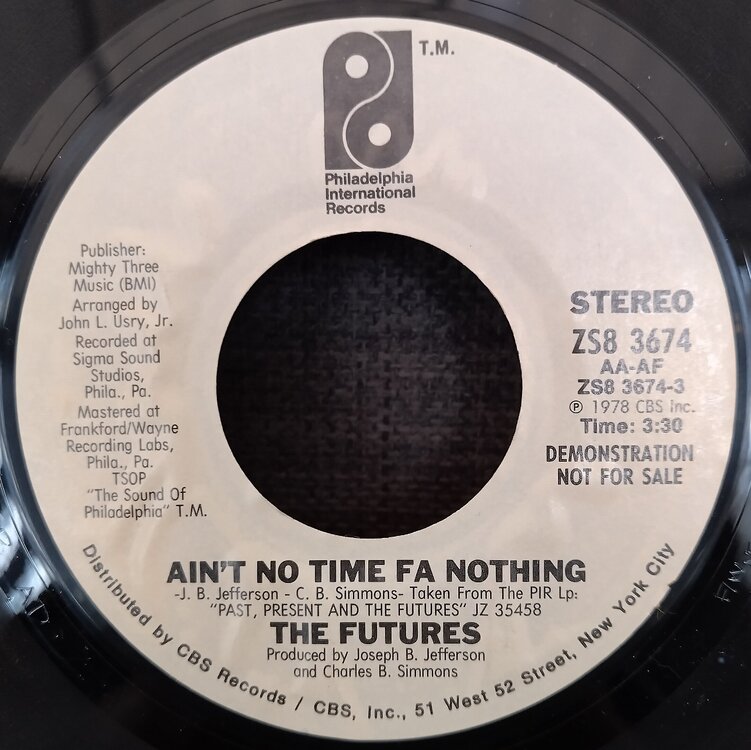 T.M.
Philadelphia
International
Records
Publisher:
Mighty Three
Music (BMI)
Arranged by
John L. Usry, Jr.
Recorded at
Sigma Sound
Studios,
Phila., Pa.
Mastered at
Frankford/Wayne
Recording Labs,
Phila., Pa.
TSOP
"The Sound Of
Philadelphia" T.M.
STEREO
ZS8 3674
AA-AF
ZS8 3674-3
℗ 1978 CBS Inc.
Time: 3:30
DEMONSTRATION
NOT FOR SALE
AIN'T NO TIME FA NOTHING
-J. B. Jefferson - C. B. Simmons- Taken From The PIR Lp:
"PAST, PRESENT AND THE FUTURES" JZ 35458
THE FUTURES
Produced by Joseph B. Jefferson
and Charles B. Simmons
Distributed by CBS Records / CBS, Inc., 51 West 52 Street, New York City